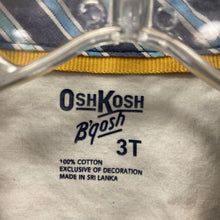 OSHKOSH
B'gosh
3T
100% COTTON
EXCLUSIVE OF DECORATION
MADE IN SRI LANKA